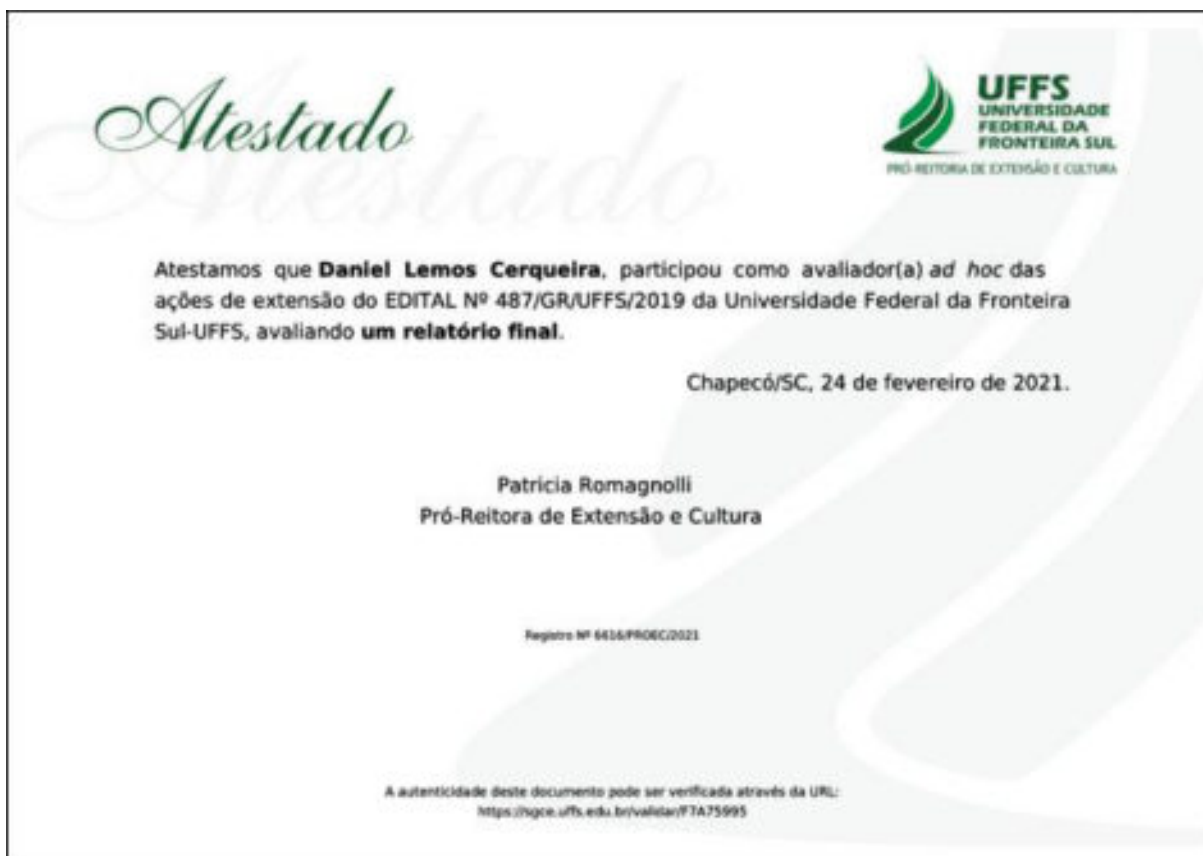 Atestado
UFFS
UNIVERSIDADE
FEDERAL DA
FRONTEIRA SUL
PRÓ-REITORIA DE EXTENSÃO E CULTURA
Atestado
Atestamos que Daniel Lemos Cerqueira, participou como avaliador(a) ad hoc das
ações de extensão do EDITAL Nº 487/GR/UFFS/2019 da Universidade Federal da Fronteira
Sul-UFFS, avaliando um relatório final.
Chapecó/SC, 24 de fevereiro de 2021.
Patricia Romagnolli
Pró-Reitora de Extensão e Cultura
Registro Nº 6616/PROEC/2021
A autenticidade deste documento pode ser verificada através da URL:
https://sgce.uffs.edu.br/validar/F7A75995